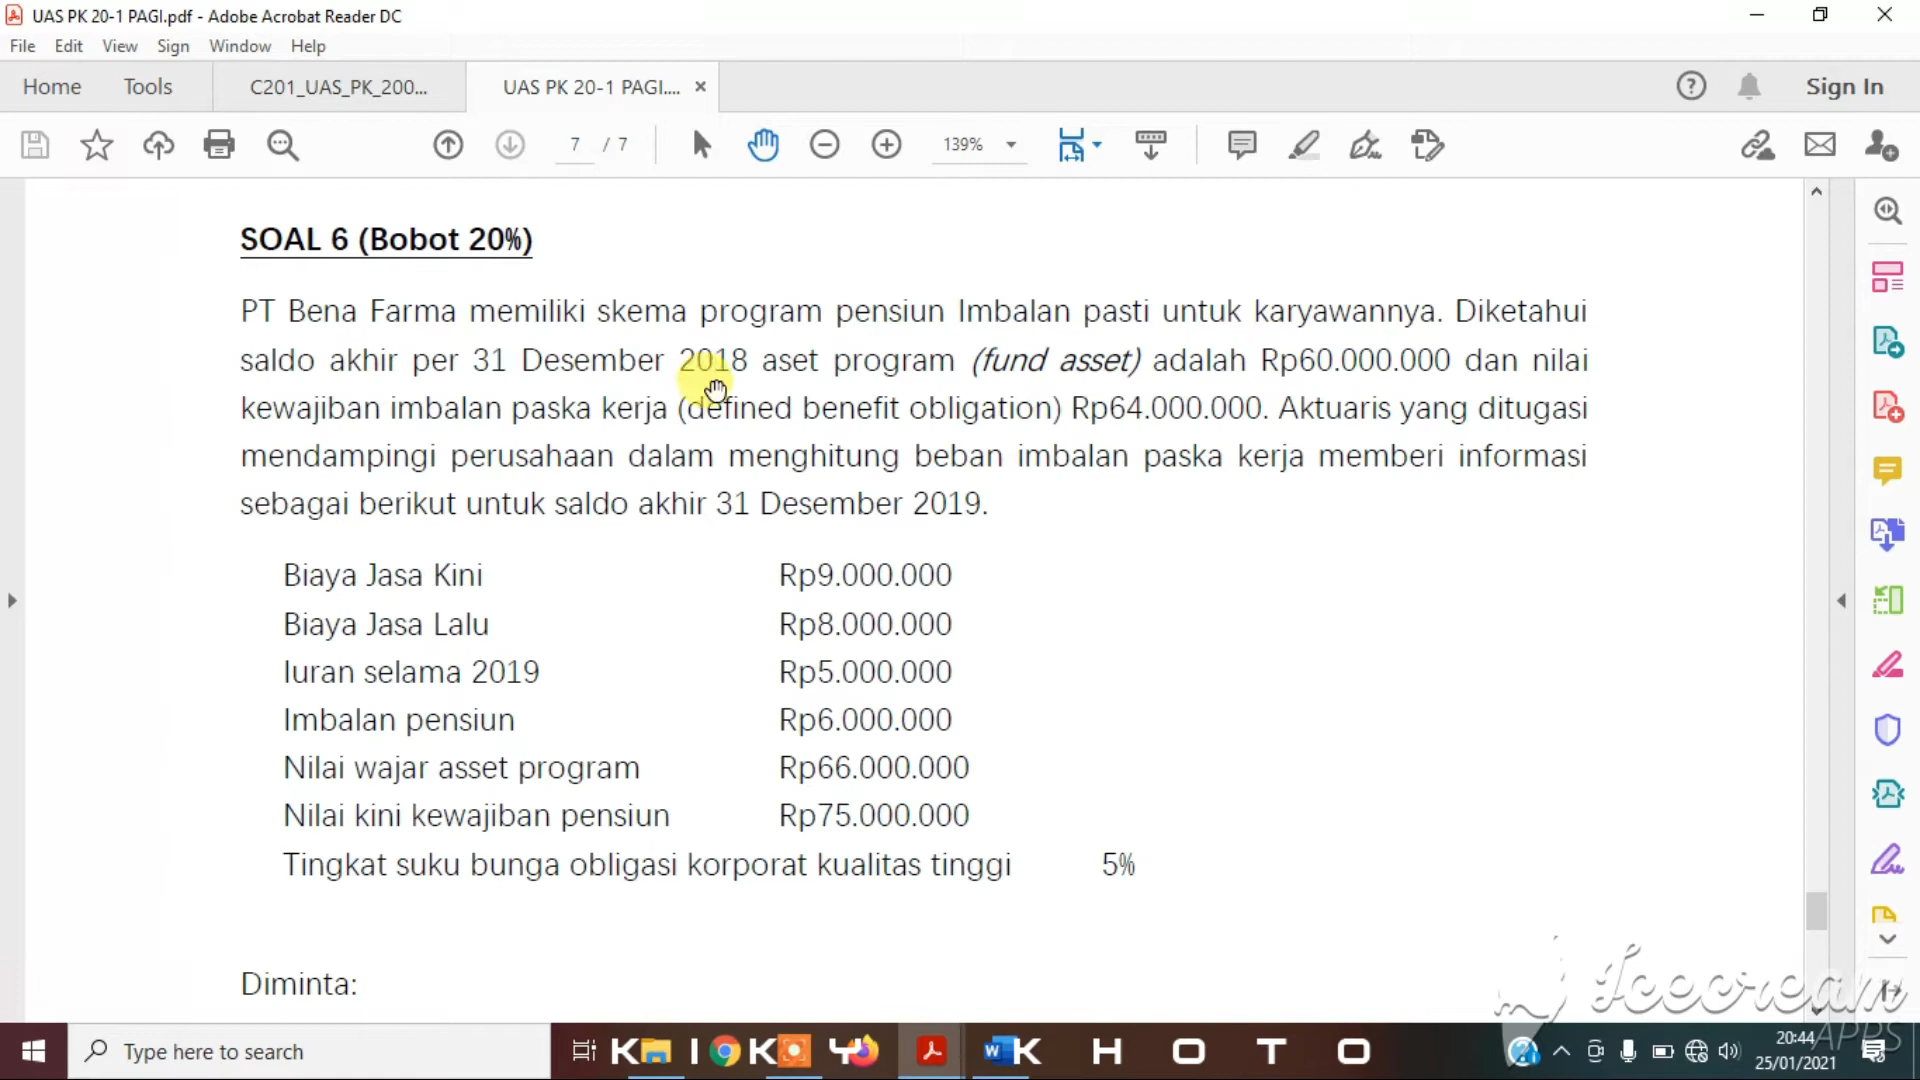 UAS PK 20-1 PAGI.pdf - Adobe Acrobat Reader DC
File Edit View Sign Window Help
Home Tools C201_UAS_PK_200... UAS PK 20-1 PAGI.... × Sign In
7 / 7 139%
SOAL 6 (Bobot 20%)
PT Bena Farma memiliki skema program pensiun Imbalan pasti untuk karyawannya. Diketahui
saldo akhir per 31 Desember 2018 aset program (fund asset) adalah Rp60.000.000 dan nilai
kewajiban imbalan paska kerja (defined benefit obligation) Rp64.000.000. Aktuaris yang ditugasi
mendampingi perusahaan dalam menghitung beban imbalan paska kerja memberi informasi
sebagai berikut untuk saldo akhir 31 Desember 2019.
Biaya Jasa Kini Rp9.000.000
Biaya Jasa Lalu Rp8.000.000
Iuran selama 2019 Rp5.000.000
Imbalan pensiun Rp6.000.000
Nilai wajar asset program Rp66.000.000
Nilai kini kewajiban pensiun Rp75.000.000
Tingkat suku bunga obligasi korporat kualitas tinggi 5%
Diminta:
Icecream
APPS
Type here to search
K I K Y K H O T O
20:44
25/01/2021